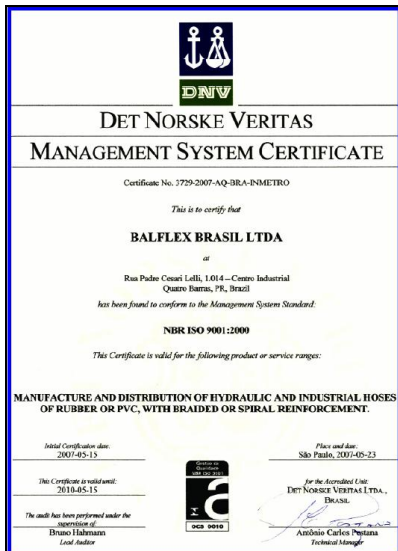 DNV
DET NORSKE VERITAS
MANAGEMENT SYSTEM CERTIFICATE
Certificate No. 3729-2007-AQ-BRA-INMETRO
This is to certify that
BALFLEX BRASIL LTDA
at
Rua Padre Cesari Lelli, 1.014 – Centro Industrial
Quatro Barras, PR, Brazil
has been found to conform to the Management System Standard:
NBR ISO 9001:2000
This Certificate is valid for the following product or service ranges:
MANUFACTURE AND DISTRIBUTION OF HYDRAULIC AND INDUSTRIAL HOSES
OF RUBBER OR PVC, WITH BRAIDED OR SPIRAL REINFORCEMENT.
Initial Certification date:
2007-05-15
This Certificate is valid until:
2010-05-15
The audit has been performed under the
supervision of
Bruno Hahmann
Lead Auditor
Gestão da
Qualidade
NBR ISO 9001
OCS 0010
Place and date:
São Paulo, 2007-05-23
for the Accredited Unit:
DET NORSKE VERITAS LTDA.,
BRASIL
Antônio Carlos Pestana
Technical Manager